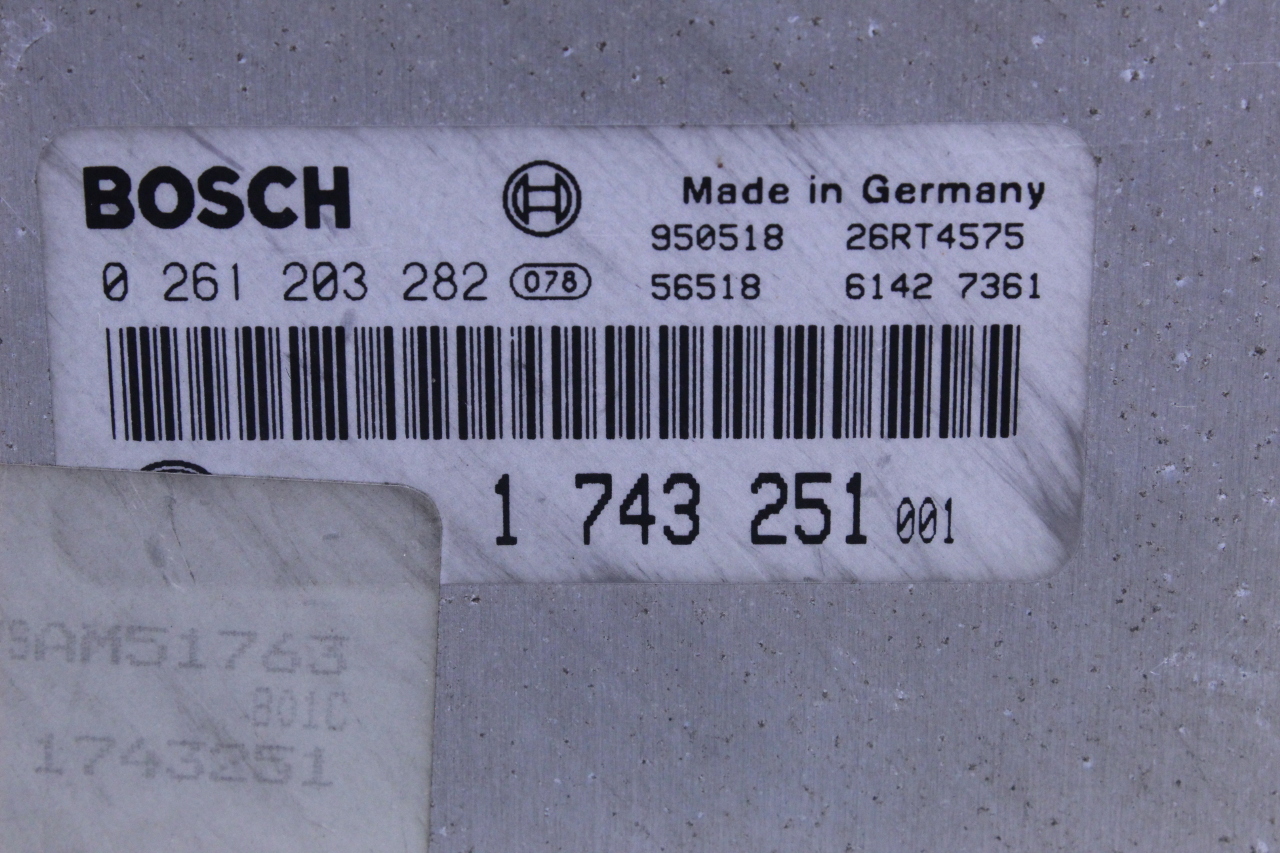 BOSCH
Made in Germany
950518 26RT4575
0 261 203 282 078
56518 6142 7361
1 743 251 001
9AM51763
801C
1743251